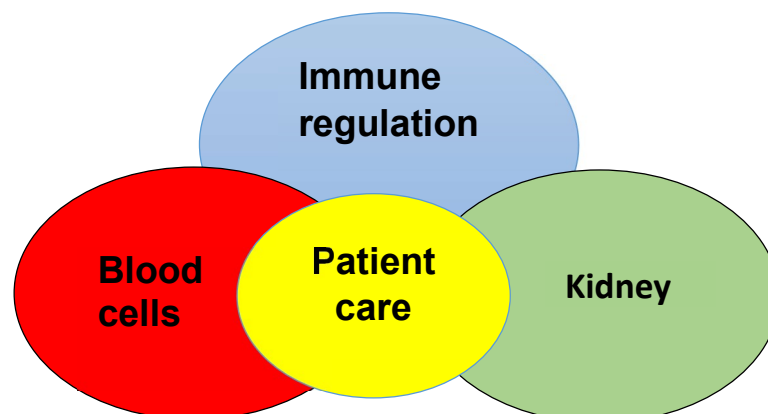 Immune
regulation
Blood
cells
Patient
care
Kidney